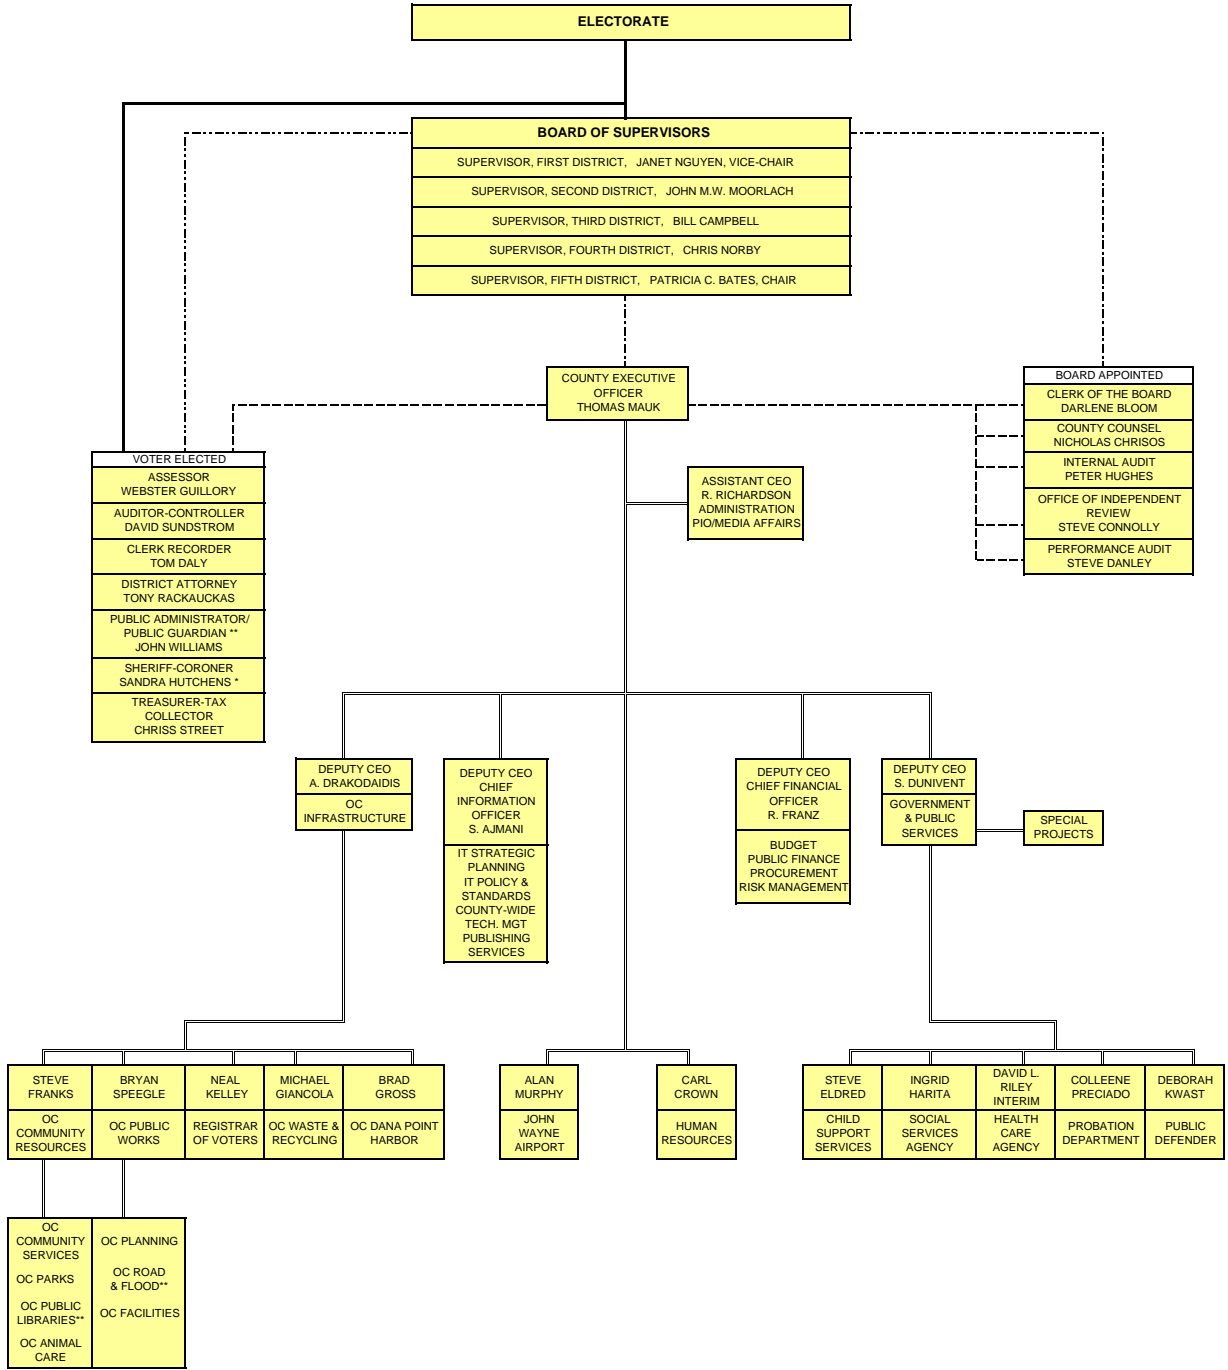 ELECTORATE
BOARD OF SUPERVISORS
SUPERVISOR, FIRST DISTRICT, JANET NGUYEN, VICE-CHAIR
SUPERVISOR, SECOND DISTRICT, JOHN M.W. MOORLACH
SUPERVISOR, THIRD DISTRICT, BILL CAMPBELL
SUPERVISOR, FOURTH DISTRICT, CHRIS NORBY
SUPERVISOR, FIFTH DISTRICT, PATRICIA C. BATES, CHAIR
COUNTY EXECUTIVE
OFFICER
THOMAS MAUK
BOARD APPOINTED
CLERK OF THE BOARD
DARLENE BLOOM
COUNTY COUNSEL
NICHOLAS CHRISOS
INTERNAL AUDIT
PETER HUGHES
OFFICE OF INDEPENDENT
REVIEW
STEVE CONNOLLY
PERFORMANCE AUDIT
STEVE DANLEY
VOTER ELECTED
ASSESSOR
WEBSTER GUILLORY
AUDITOR-CONTROLLER
DAVID SUNDSTROM
CLERK RECORDER
TOM DALY
DISTRICT ATTORNEY
TONY RACKAUCKAS
PUBLIC ADMINISTRATOR/
PUBLIC GUARDIAN **
JOHN WILLIAMS
SHERIFF-CORONER
SANDRA HUTCHENS *
TREASURER-TAX
COLLECTOR
CHRISS STREET
ASSISTANT CEO
R. RICHARDSON
ADMINISTRATION
PIO/MEDIA AFFAIRS
DEPUTY CEO
A. DRAKODAIDIS
OC
INFRASTRUCTURE
DEPUTY CEO
CHIEF
INFORMATION
OFFICER
S. AJMANI
IT STRATEGIC
PLANNING
IT POLICY &
STANDARDS
COUNTY-WIDE
TECH. MGT
PUBLISHING
SERVICES
DEPUTY CEO
CHIEF FINANCIAL
OFFICER
R. FRANZ
BUDGET
PUBLIC FINANCE
PROCUREMENT
RISK MANAGEMENT
DEPUTY CEO
S. DUNIVENT
GOVERNMENT
& PUBLIC
SERVICES
SPECIAL
PROJECTS
STEVE
FRANKS
OC
COMMUNITY
RESOURCES
BRYAN
SPEEGLE
OC PUBLIC
WORKS
NEAL
KELLEY
REGISTRAR
OF VOTERS
MICHAEL
GIANCOLA
OC WASTE &
RECYCLING
BRAD
GROSS
OC DANA POINT
HARBOR
ALAN
MURPHY
JOHN
WAYNE
AIRPORT
CARL
CROWN
HUMAN
RESOURCES
STEVE
ELDRED
CHILD
SUPPORT
SERVICES
INGRID
HARITA
SOCIAL
SERVICES
AGENCY
DAVID L.
RILEY
INTERIM
HEALTH
CARE
AGENCY
COLLEENE
PRECIADO
PROBATION
DEPARTMENT
DEBORAH
KWAST
PUBLIC
DEFENDER
OC
COMMUNITY
SERVICES
OC PARKS
OC PUBLIC
LIBRARIES**
OC ANIMAL
CARE
OC PLANNING
OC ROAD
& FLOOD**
OC FACILITIES